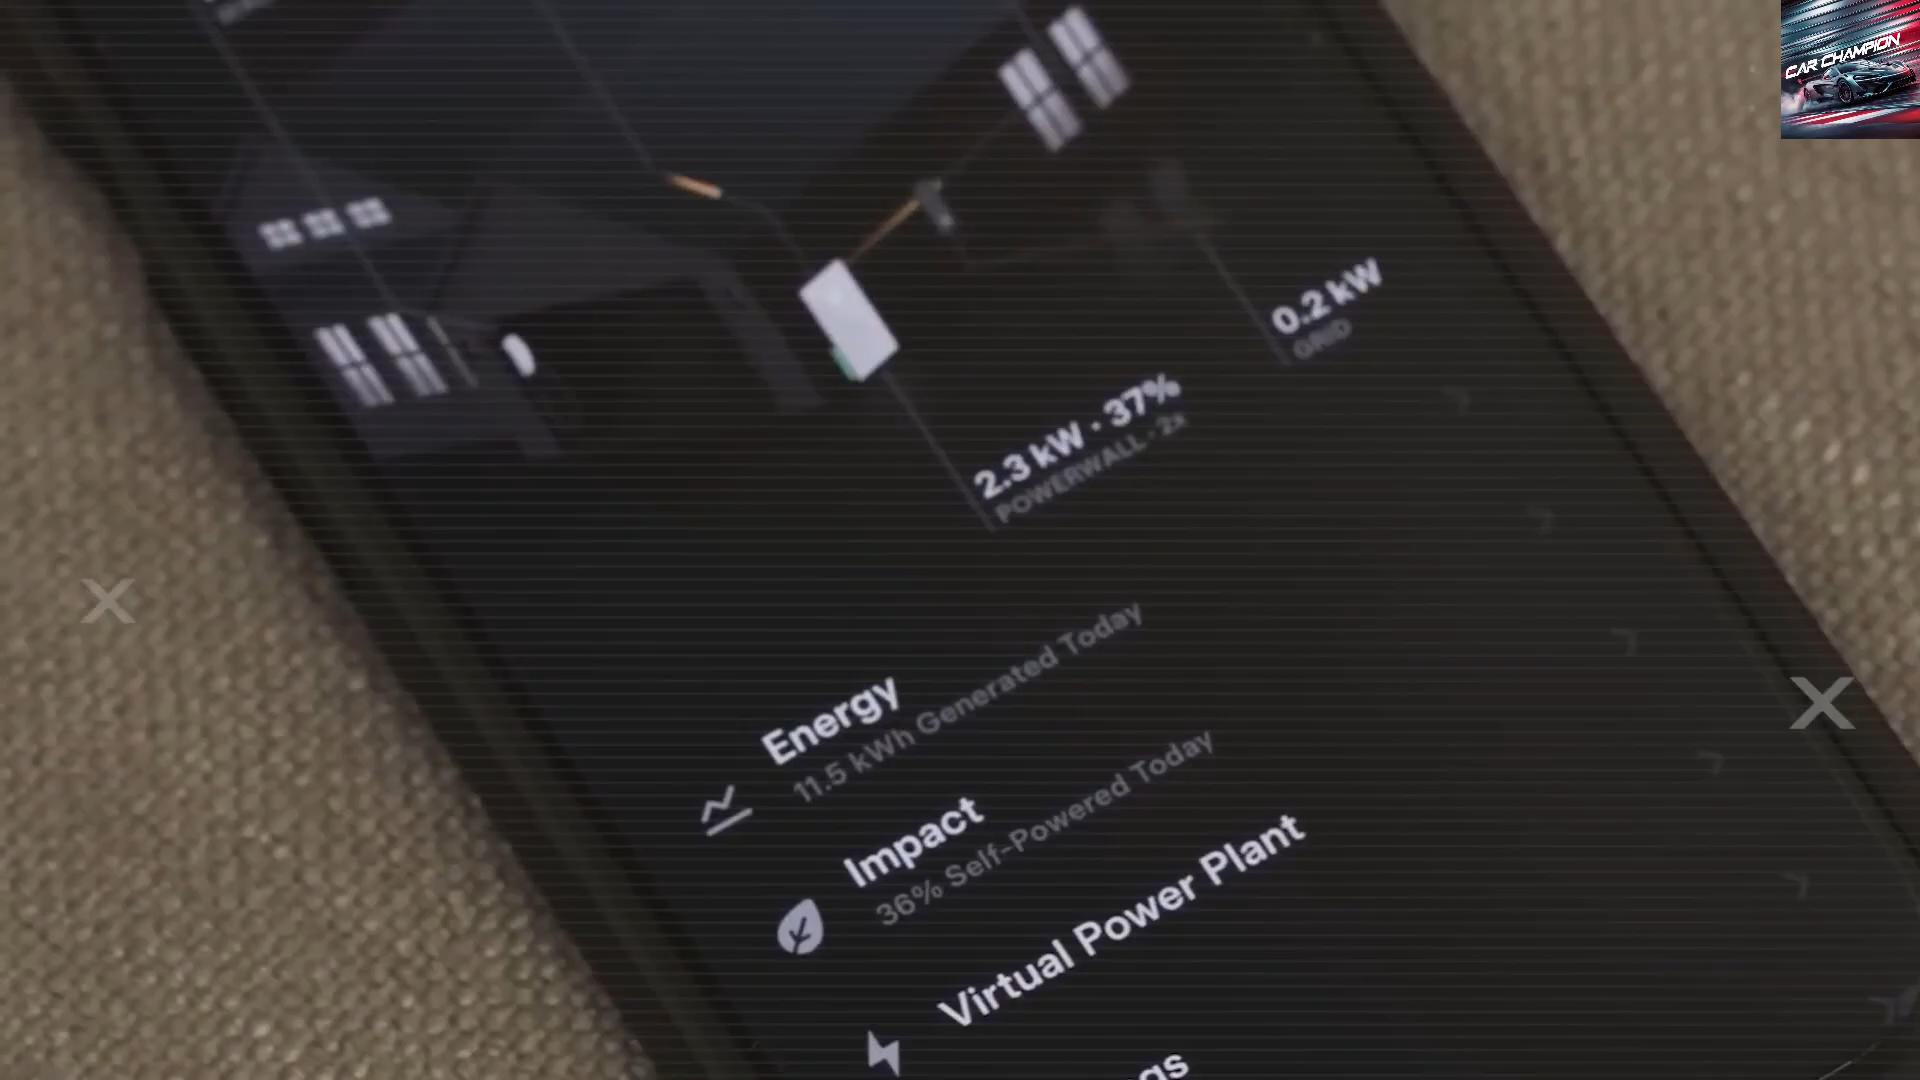 CAR CHAMPION
0.2 kW
GRID
2.3 kW · 37%
POWERWALL · 2x
Energy
11.5 kWh Generated Today
Impact
36% Self-Powered Today
Virtual Power Plant
gs